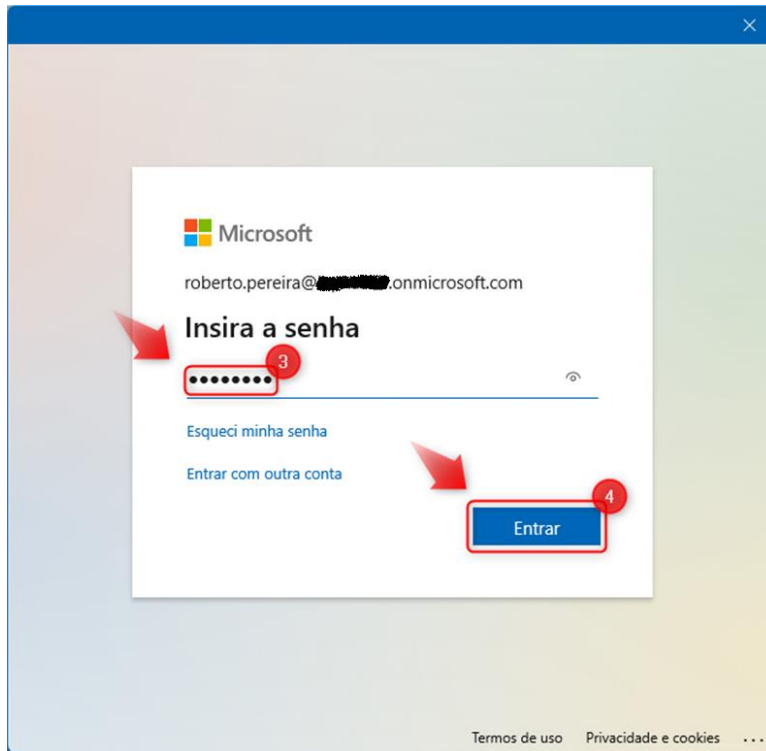 Microsoft
roberto.pereira@ .onmicrosoft.com
Insira a senha
3
Esqueci minha senha
Entrar com outra conta
4
Entrar
Termos de uso Privacidade e cookies ...